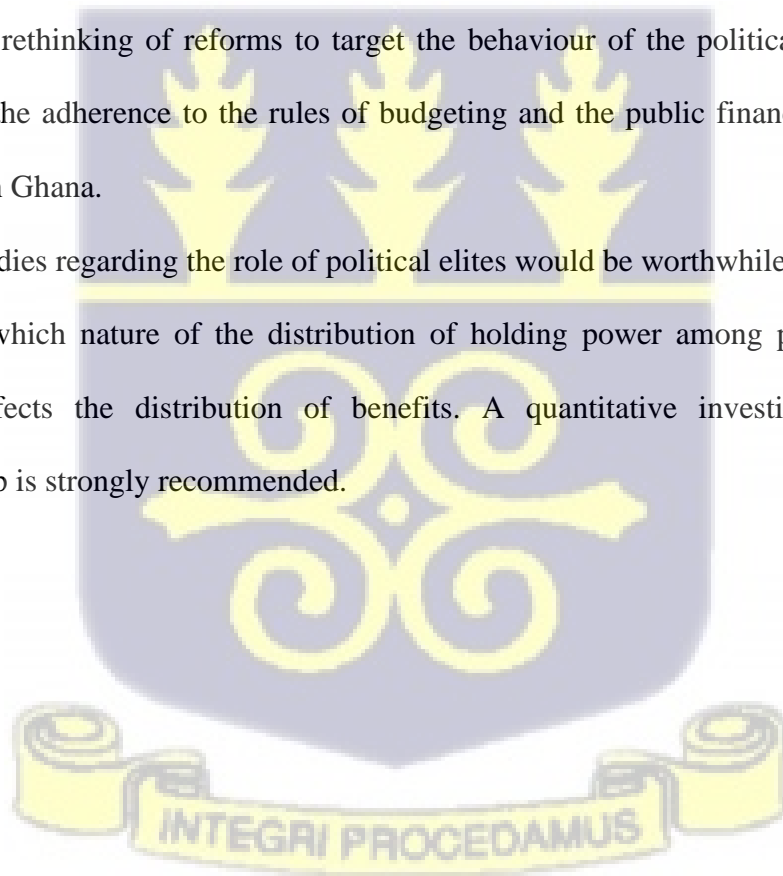 rethinking of reforms to target the behaviour of the politica
the adherence to the rules of budgeting and the public financ
n Ghana.
dies regarding the role of political elites would be worthwhile
which nature of the distribution of holding power among p
fects the distribution of benefits. A quantitative investi
p is strongly recommended.
INTEGRI PROCEDAMUS